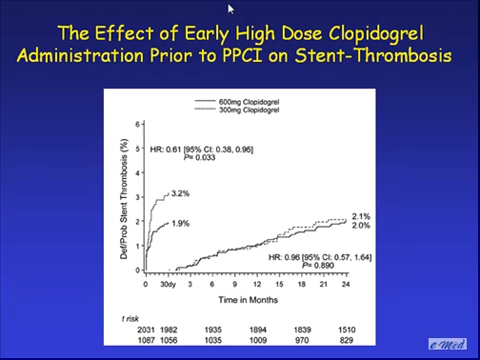 The Effect of Early High Dose Clopidogrel
Administration Prior to PPCI on Stent-Thrombosis
600mg Clopidogrel
300mg Clopidogrel
Def/Prob Stent Thrombosis (%)
6
5
4
3
2
1
0
HR: 0.61 [95% CI: 0.38, 0.96]
P= 0.033
3.2%
1.9%
2.1%
2.0%
HR: 0.96 [95% CI: 0.57, 1.64]
P = 0.890
0 30dy 3 6 9 12 15 18 21 24
Time in Months
t risk
2031 1982 1935 1894 1839 1510
1087 1056 1035 1009 970 829
e Med